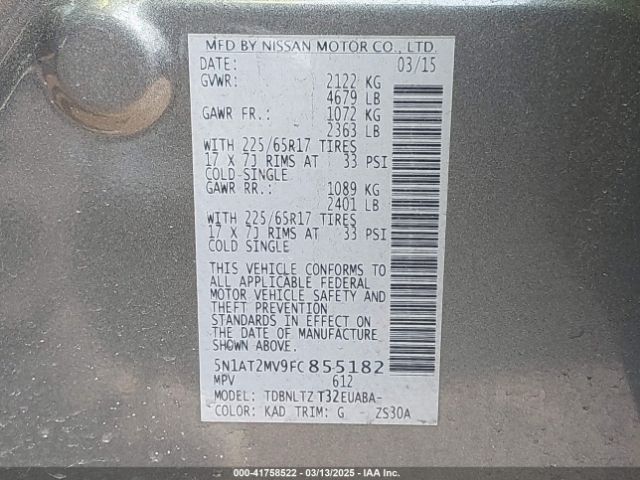 MFD BY NISSAN MOTOR CO., LTD.
DATE: 03/15
GVWR: 2122 KG
4679 LB
GAWR FR.: 1072 KG
2363 LB
WITH 225/65R17 TIRES
17 X 7J RIMS AT 33 PSI
COLD SINGLE
GAWR RR.: 1089 KG
2401 LB
WITH 225/65R17 TIRES
17 X 7J RIMS AT 33 PSI
COLD SINGLE
THIS VEHICLE CONFORMS TO
ALL APPLICABLE FEDERAL
MOTOR VEHICLE SAFETY AND
THEFT PREVENTION
STANDARDS IN EFFECT ON
THE DATE OF MANUFACTURE
SHOWN ABOVE.
5N1AT2MV9FC855182
MPV 612
MODEL: TDBNLTZ T32EUABA-
COLOR: KAD TRIM: G - ZS30A
000-41758522 | 03/13/2025 | IAA Inc.